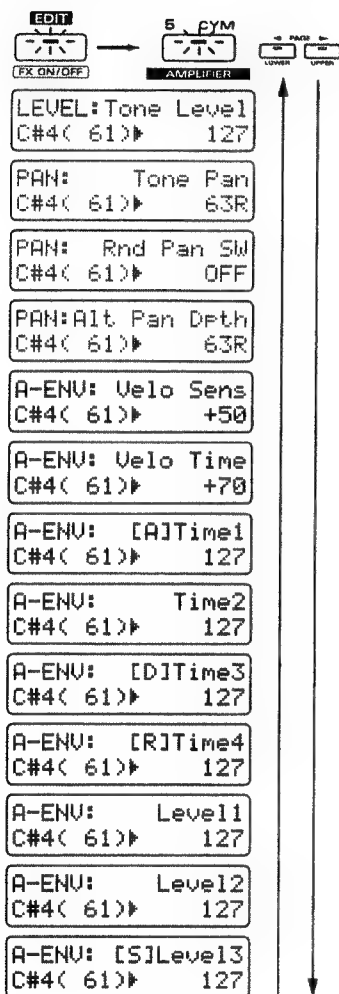 EDIT
5 CYM
◄ PAGE ►
FX ON/OFF
AMPLIFIER
LOWER UPPER
LEVEL:Tone Level
C#4( 61)▶ 127
PAN: Tone Pan
C#4( 61)▶ 63R
PAN: Rnd Pan SW
C#4( 61)▶ OFF
PAN:Alt Pan Dpth
C#4( 61)▶ 63R
A-ENV: Velo Sens
C#4( 61)▶ +50
A-ENV: Velo Time
C#4( 61)▶ +70
A-ENV: [A]Time1
C#4( 61)▶ 127
A-ENV: Time2
C#4( 61)▶ 127
A-ENV: [D]Time3
C#4( 61)▶ 127
A-ENV: [R]Time4
C#4( 61)▶ 127
A-ENV: Level1
C#4( 61)▶ 127
A-ENV: Level2
C#4( 61)▶ 127
A-ENV: [S]Level3
C#4( 61)▶ 127